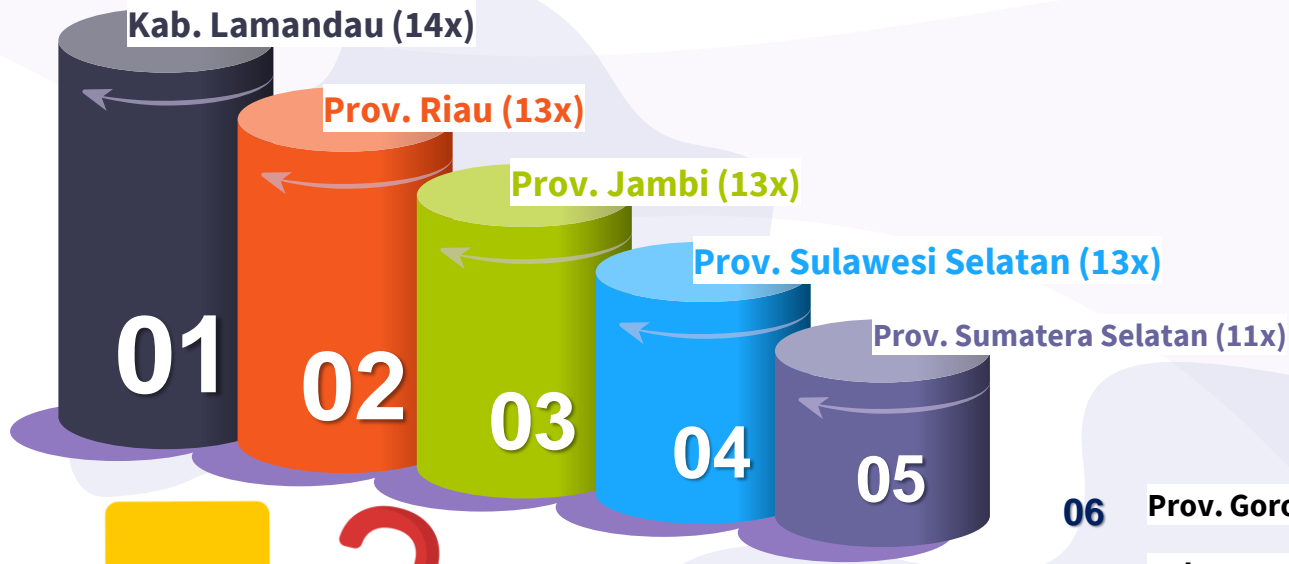 Kab. Lamandau (14x)
Prov. Riau (13x)
Prov. Jambi (13x)
Prov. Sulawesi Selatan (13x)
Prov. Sumatera Selatan (11x)
01
02
03
04
05
06 Prov.